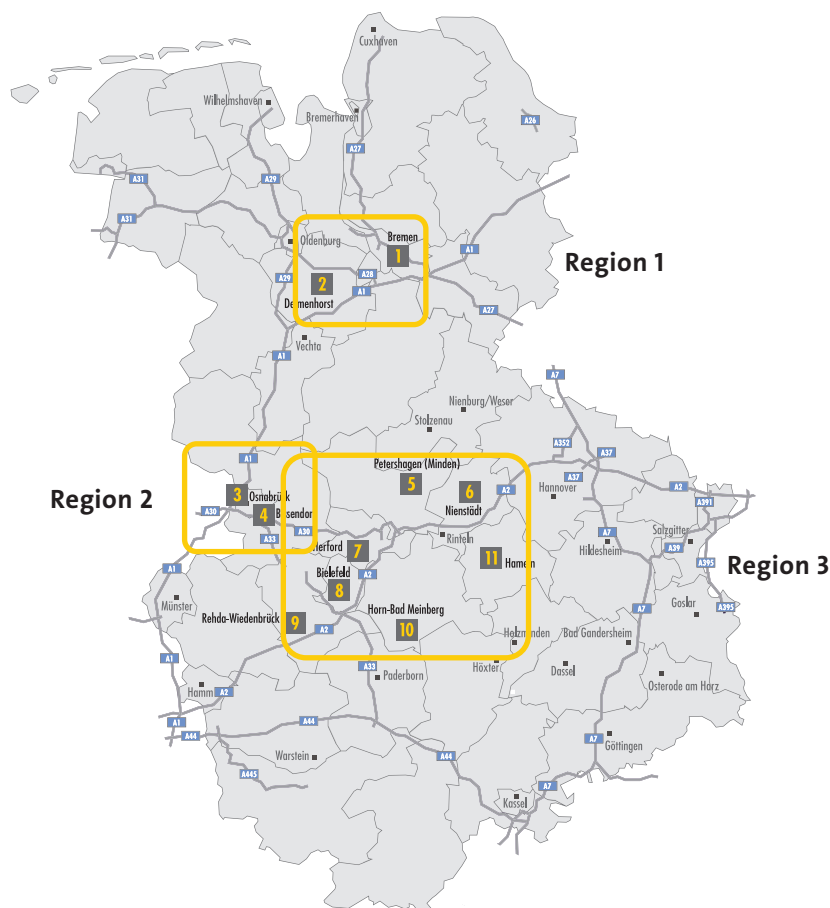 Cuxhaven
Wilhelmshaven
Bremerhaven
A26
A27
A31
A29
A31
Bremen
Oldenburg
1
A1
Region 1
A29
2
A28
Delmenhorst
A1
A27
Vechta
A1
A7
Nienburg/Weser
Stolzenau
A352
A37
A1
Petershagen (Minden)
A37
A2
Region 2
3
Osnabrück
5
6
A2
Hannover
A391
4
Bissendorf
Nienstädt
A30
A30
A33
Rinteln
A7
Salzgitter
Herford
7
11
Hameln
Hildesheim
A39
A395
Region 3
A1
Bielefeld
A2
8
Münster
Horn-Bad Meinberg
A7
Goslar
A395
Rehda-Wiedenbrück
9
A2
10
Holzminden
Bad Gandersheim
A1
A33
Höxter
Dassel
Paderborn
Osterode am Harz
Hamm
A2
A1
A44
A44
A7
Göttingen
Warstein
A44
A445
A7
Kassel